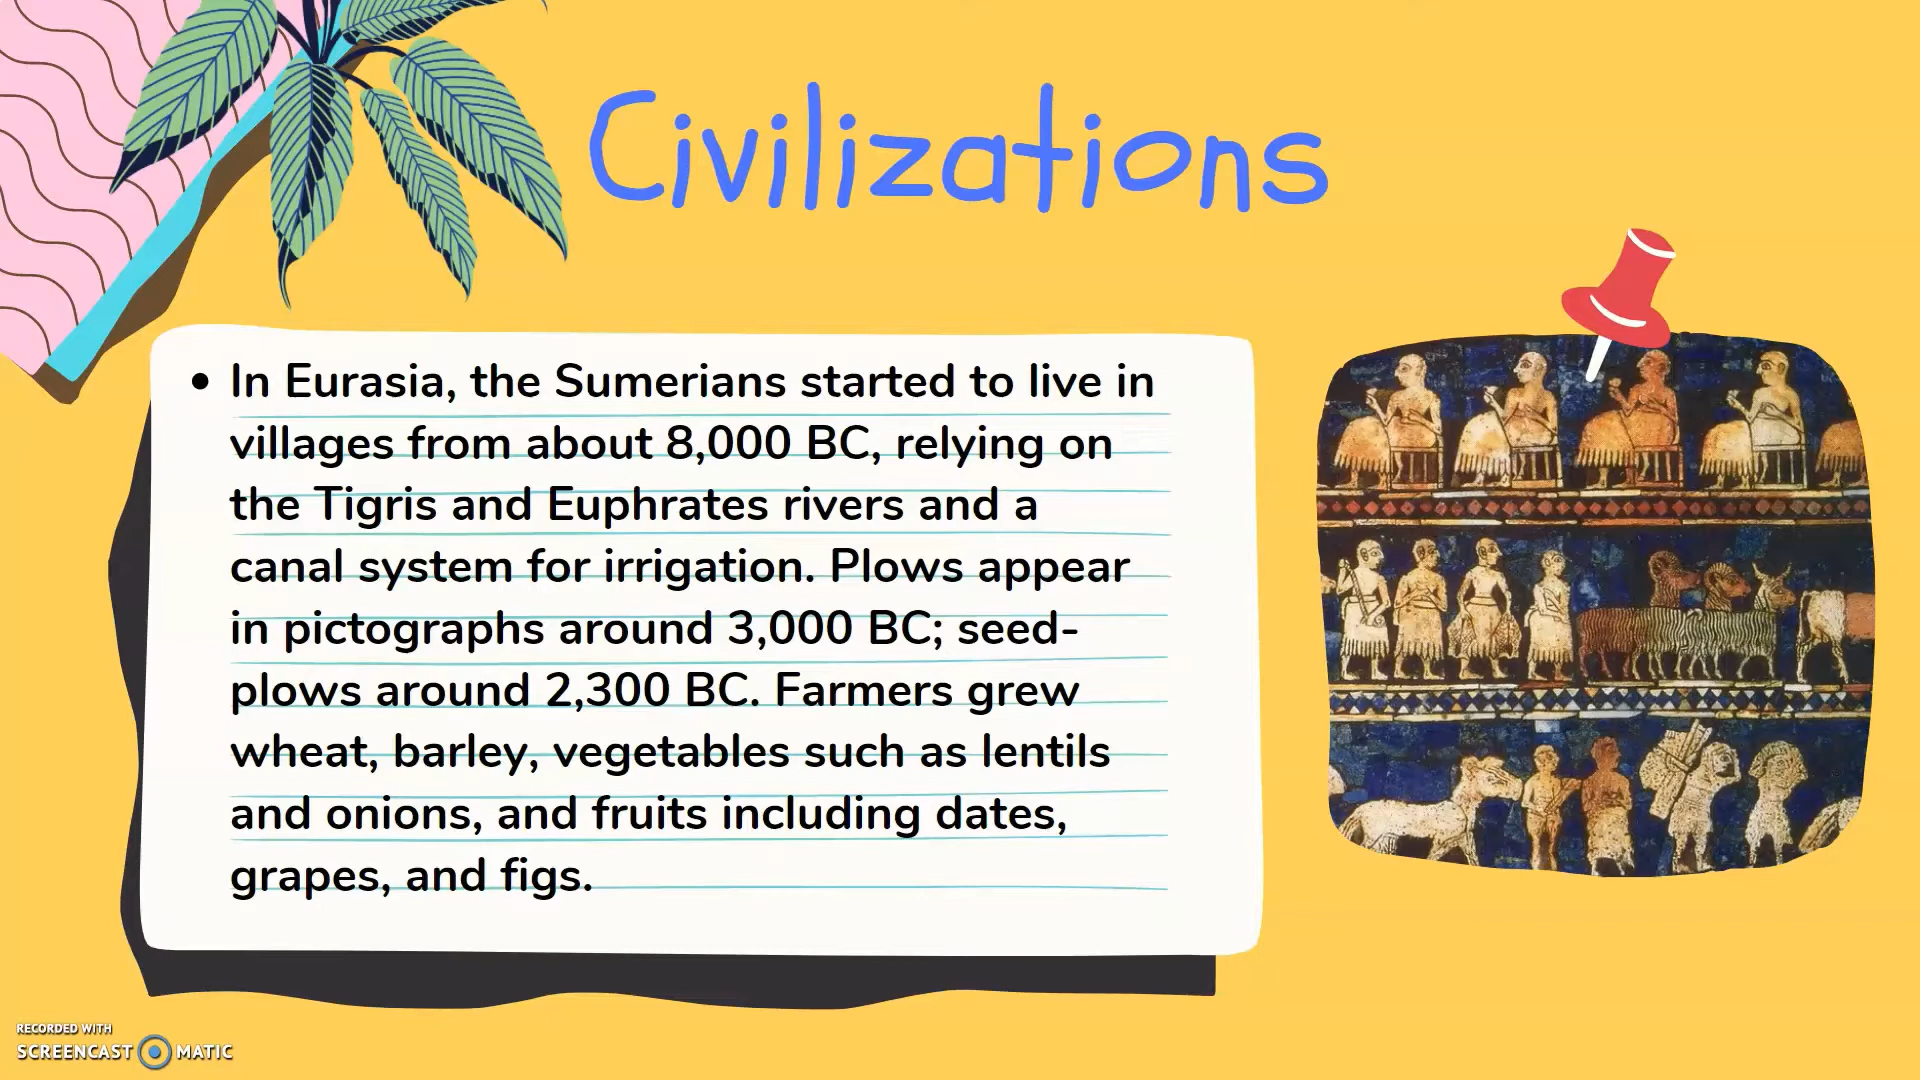 Civilizations
• In Eurasia, the Sumerians started to live in
villages from about 8,000 BC, relying on
the Tigris and Euphrates rivers and a
canal system for irrigation. Plows appear
in pictographs around 3,000 BC; seed-
plows around 2,300 BC. Farmers grew
wheat, barley, vegetables such as lentils
and onions, and fruits including dates,
grapes, and figs.
RECORDED WITH
SCREENCAST MATIC